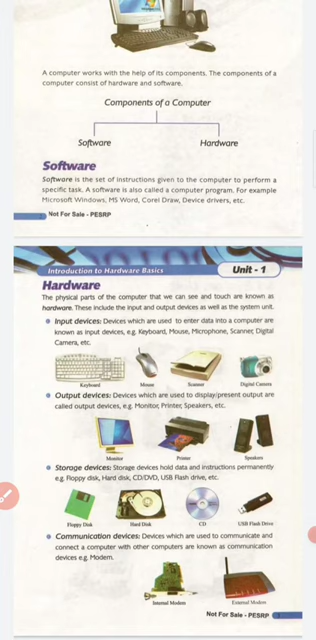 A computer works with the help of its components. The components of a
computer consist of hardware and software.
Components of a Computer
Software Hardware
Software
Software is the set of instructions given to the computer to perform a
specific task. A software is also called a computer program. For example
Microsoft Windows, MS Word, Corel Draw, Device drivers, etc.
Not For Sale - PESRP
Introduction to Hardware Basics Unit - 1
Hardware
The physical parts of the computer that we can see and touch are known as
hardware. These include the input and output devices as well as the system unit.
Input devices: Devices which are used to enter data into a computer are
known as input devices, e.g. Keyboard, Mouse, Microphone, Scanner, Digital
Camera, etc.
Keyboard Mouse Scanner Digital Camera
Output devices: Devices which are used to display/present output are
called output devices, e.g. Monitor, Printer, Speakers, etc.
Monitor Printer Speakers
Storage devices: Storage devices hold data and instructions permanently
e.g. Floppy Disk, Hard disk, CD/DVD, USB Flash drive, etc.
Floppy Disk Hard Disk CD USB Flash Drive
Communication devices: Devices which are used to communicate and
connect a computer with other computers are known as communication
devices e.g. Modem.
Internal Modem External Modem
Not For Sale - PESRP